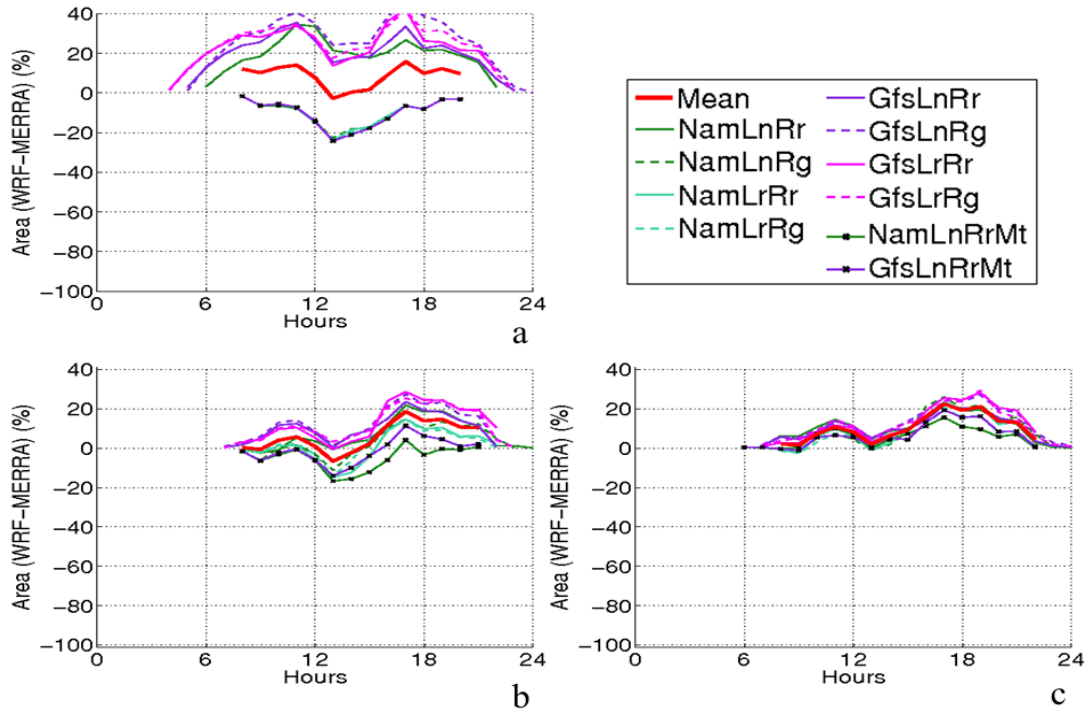 Area (WRF-MERRA) (%)
40
20
0
−20
−40
−60
−80
−100
0
6
12
18
24
Hours
a
Mean
NamLnRr
NamLnRg
NamLrRr
NamLrRg
GfsLnRr
GfsLnRg
GfsLrRr
GfsLrRg
NamLnRrMt
GfsLnRrMt
Area (WRF-MERRA) (%)
40
20
0
−20
−40
−60
−80
−100
0
6
12
18
24
Hours
b
Area (WRF-MERRA) (%)
40
20
0
−20
−40
−60
−80
−100
0
6
12
18
24
Hours
c